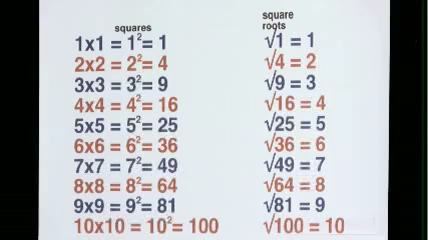 squares
1x1 = 1²= 1
2x2 = 2²= 4
3x3 = 3²= 9
4x4 = 4²= 16
5x5 = 5²= 25
6x6 = 6²= 36
7x7 = 7²= 49
8x8 = 8²= 64
9x9 = 9²= 81
10x10 = 10²= 100
square
roots
√1 = 1
√4 = 2
√9 = 3
√16 = 4
√25 = 5
√36 = 6
√49 = 7
√64 = 8
√81 = 9
√100 = 10